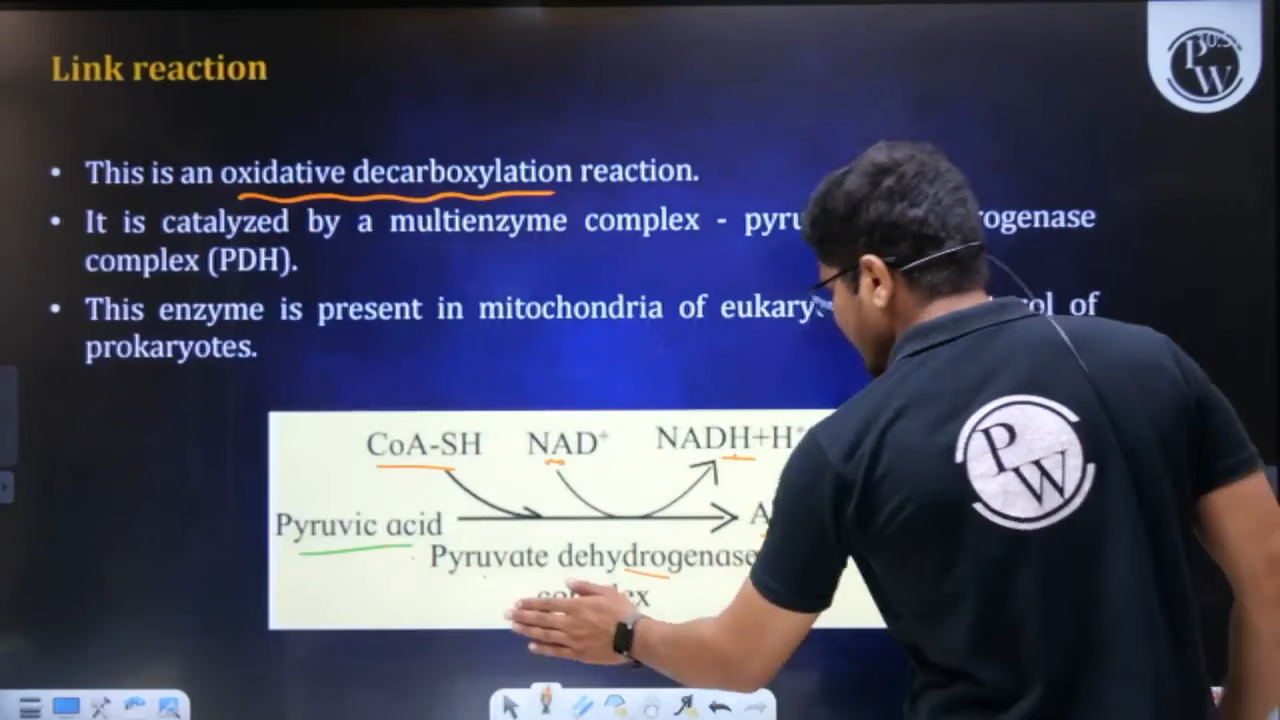 Link reaction
PW
• This is an oxidative decarboxylation reaction.
• It is catalyzed by a multienzyme complex - pyru rogenase
complex (PDH).
• This enzyme is present in mitochondria of eukary ol of
prokaryotes.
CoA-SH NAD⁺ NADH+H⁺
Pyruvic acid A
Pyruvate dehydrogenase
PW